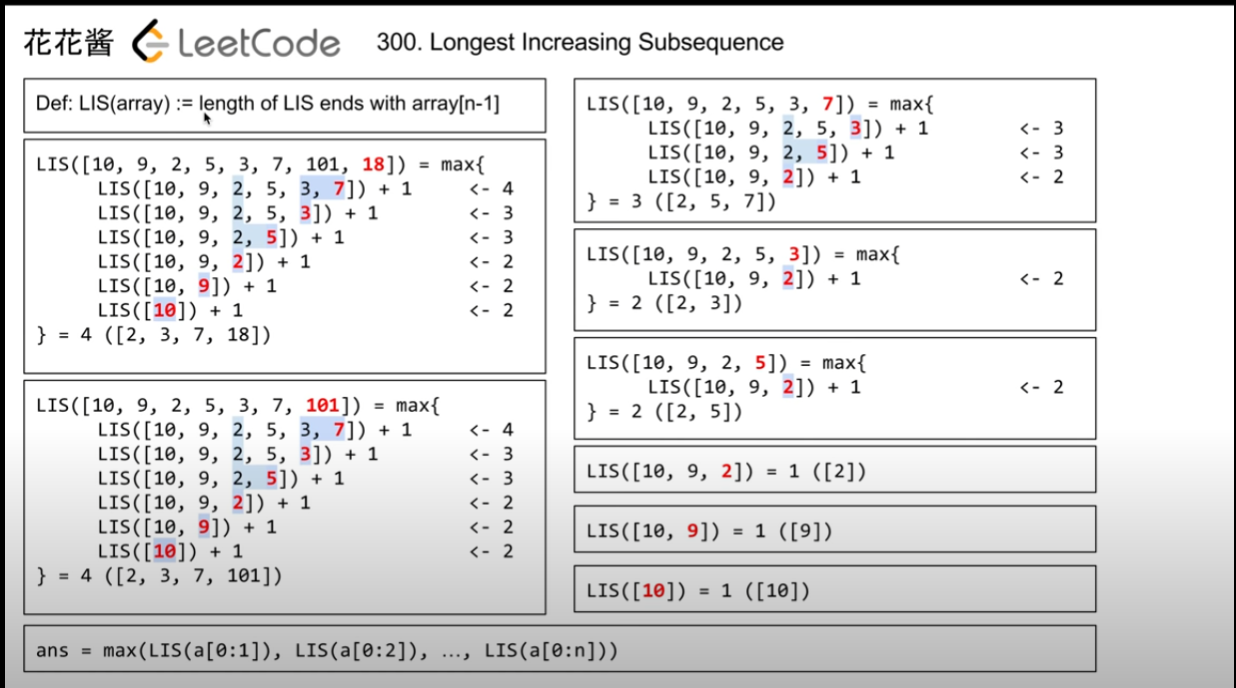 花花酱 LeetCode 300. Longest Increasing Subsequence
Def: LIS(array) := length of LIS ends with array[n-1]
LIS([10, 9, 2, 5, 3, 7, 101, 18]) = max{
LIS([10, 9, 2, 5, 3, 7]) + 1 <- 4
LIS([10, 9, 2, 5, 3]) + 1 <- 3
LIS([10, 9, 2, 5]) + 1 <- 3
LIS([10, 9, 2]) + 1 <- 2
LIS([10, 9]) + 1 <- 2
LIS([10]) + 1 <- 2
} = 4 ([2, 3, 7, 18])
LIS([10, 9, 2, 5, 3, 7, 101]) = max{
LIS([10, 9, 2, 5, 3, 7]) + 1 <- 4
LIS([10, 9, 2, 5, 3]) + 1 <- 3
LIS([10, 9, 2, 5]) + 1 <- 3
LIS([10, 9, 2]) + 1 <- 2
LIS([10, 9]) + 1 <- 2
LIS([10]) + 1 <- 2
} = 4 ([2, 3, 7, 101])
LIS([10, 9, 2, 5, 3, 7]) = max{
LIS([10, 9, 2, 5, 3]) + 1 <- 3
LIS([10, 9, 2, 5]) + 1 <- 3
LIS([10, 9, 2]) + 1 <- 2
} = 3 ([2, 5, 7])
LIS([10, 9, 2, 5, 3]) = max{
LIS([10, 9, 2]) + 1 <- 2
} = 2 ([2, 3])
LIS([10, 9, 2, 5]) = max{
LIS([10, 9, 2]) + 1 <- 2
} = 2 ([2, 5])
LIS([10, 9, 2]) = 1 ([2])
LIS([10, 9]) = 1 ([9])
LIS([10]) = 1 ([10])
ans = max(LIS(a[0:1]), LIS(a[0:2]), …, LIS(a[0:n]))